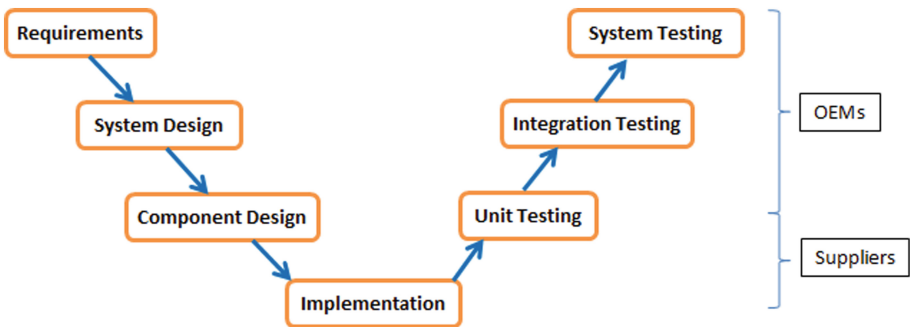 Requirements
System Testing
System Design
Integration Testing
OEMs
Component Design
Unit Testing
Suppliers
Implementation